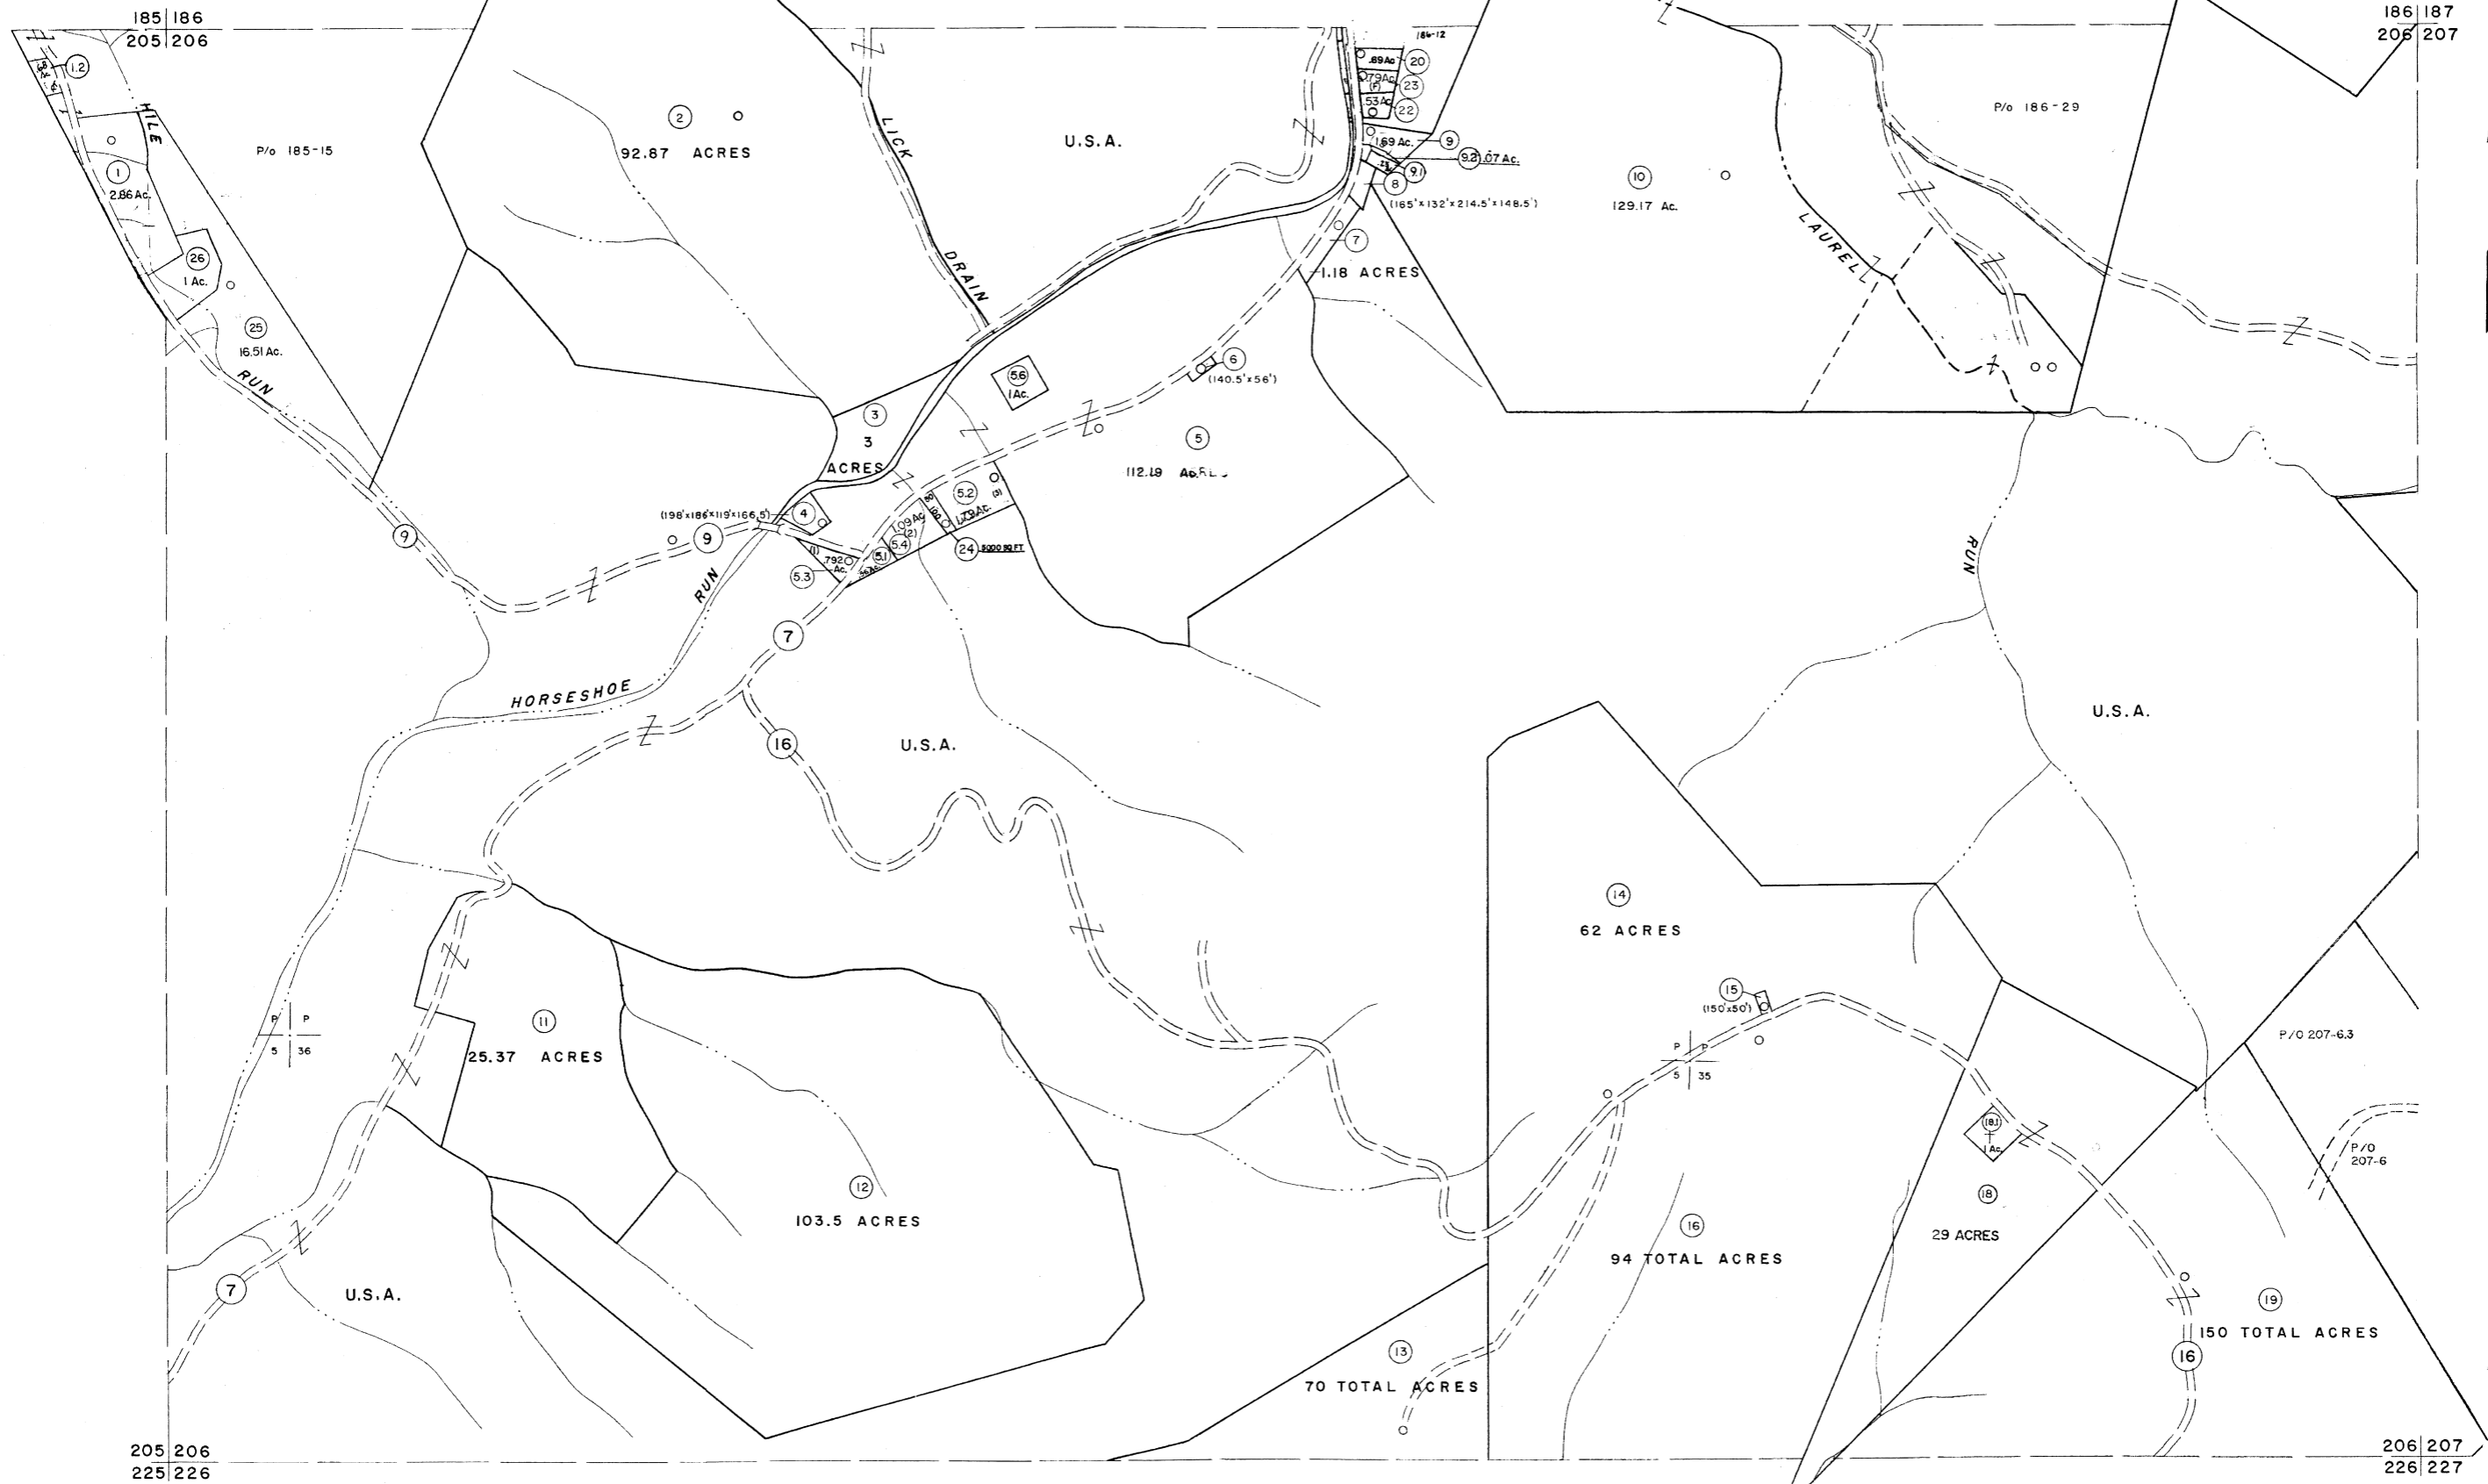 185 186
205 206
186 187
206 207
186-12
1.2
HILE
P/o 185-15
1
2.86 Ac.
26
1 Ac.
25
16.51 Ac.
RUN
2
92.87 ACRES
LICK
DRAIN
U.S.A.
.89 Ac
20
.79 Ac
(F)
23
.53 Ac
22
1.69 Ac.
9
9.2
.07 Ac.
9.1
8
(165'x132'x214.5'x148.5')
7
1.18 ACRES
10
129.17 Ac.
LAUREL
P/o 186-29
5.6
1 Ac.
6
(140.5'x56')
3
3
ACRES
5
112.19
5.2
(3)
1.09 Ac
(2)
5.4
5.1
24
5000 SQ FT
(198'x186'x119'x166.5')
4
(1)
.792
Ac.
5.3
9
9
RUN
7
HORSESHOE
16
U.S.A.
RUN
U.S.A.
14
62 ACRES
15
(150'x50')
P P
5 36
P P
5 35
11
25.37 ACRES
12
103.5 ACRES
18.1
1 Ac.
18
29 ACRES
P/O 207-6.3
P/O
207-6
16
94 TOTAL ACRES
7
U.S.A.
13
70 TOTAL ACRES
19
150 TOTAL ACRES
16
205 206
225 226
206 207
226 227